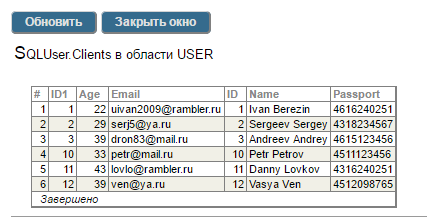 Обновить Закрыть окно
SQLUser.Clients в области USER
# ID1 Age Email ID Name Passport
1 1 22 uivan2009@rambler.ru 1 Ivan Berezin 4616240251
2 2 29 serj5@ya.ru 2 Sergeev Sergey 4318234567
3 3 39 dron83@mail.ru 3 Andreev Andrey 4615123456
4 10 33 petr@mail.ru 10 Petr Petrov 4511123456
5 11 43 lovlo@rambler.ru 11 Danny Lovkov 4316240251
6 12 39 ven@ya.ru 12 Vasya Ven 4512098765
Завершено